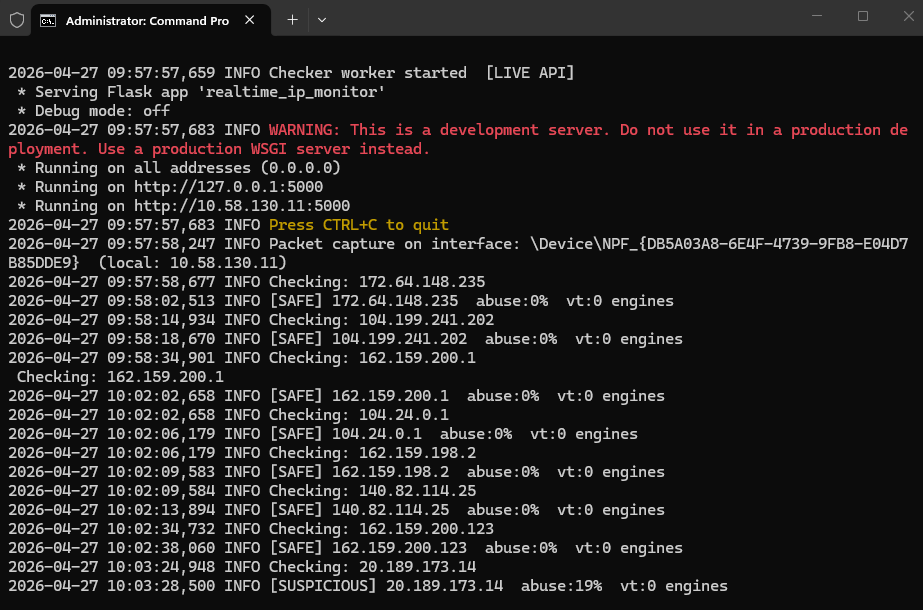 Administrator: Command Pro
2026-04-27 09:57:57,659 INFO Checker worker started  [LIVE API]
 * Serving Flask app 'realtime_ip_monitor'
 * Debug mode: off
2026-04-27 09:57:57,683 INFO WARNING: This is a development server. Do not use it in a production de
ployment. Use a production WSGI server instead.
 * Running on all addresses (0.0.0.0)
 * Running on http://127.0.0.1:5000
 * Running on http://10.58.130.11:5000
2026-04-27 09:57:57,683 INFO Press CTRL+C to quit
2026-04-27 09:57:58,247 INFO Packet capture on interface: \Device\NPF_{DB5A03A8-6E4F-4739-9FB8-E04D7
B85DDE9}  (local: 10.58.130.11)
2026-04-27 09:57:58,677 INFO Checking: 172.64.148.235
2026-04-27 09:58:02,513 INFO [SAFE] 172.64.148.235  abuse:0%  vt:0 engines
2026-04-27 09:58:14,934 INFO Checking: 104.199.241.202
2026-04-27 09:58:18,670 INFO [SAFE] 104.199.241.202  abuse:0%  vt:0 engines
2026-04-27 09:58:34,901 INFO Checking: 162.159.200.1
 Checking: 162.159.200.1
2026-04-27 10:02:02,658 INFO [SAFE] 162.159.200.1  abuse:0%  vt:0 engines
2026-04-27 10:02:02,658 INFO Checking: 104.24.0.1
2026-04-27 10:02:06,179 INFO [SAFE] 104.24.0.1  abuse:0%  vt:0 engines
2026-04-27 10:02:06,179 INFO Checking: 162.159.198.2
2026-04-27 10:02:09,583 INFO [SAFE] 162.159.198.2  abuse:0%  vt:0 engines
2026-04-27 10:02:09,584 INFO Checking: 140.82.114.25
2026-04-27 10:02:13,894 INFO [SAFE] 140.82.114.25  abuse:0%  vt:0 engines
2026-04-27 10:02:34,732 INFO Checking: 162.159.200.123
2026-04-27 10:02:38,060 INFO [SAFE] 162.159.200.123  abuse:0%  vt:0 engines
2026-04-27 10:03:24,948 INFO Checking: 20.189.173.14
2026-04-27 10:03:28,500 INFO [SUSPICIOUS] 20.189.173.14  abuse:19%  vt:0 engines